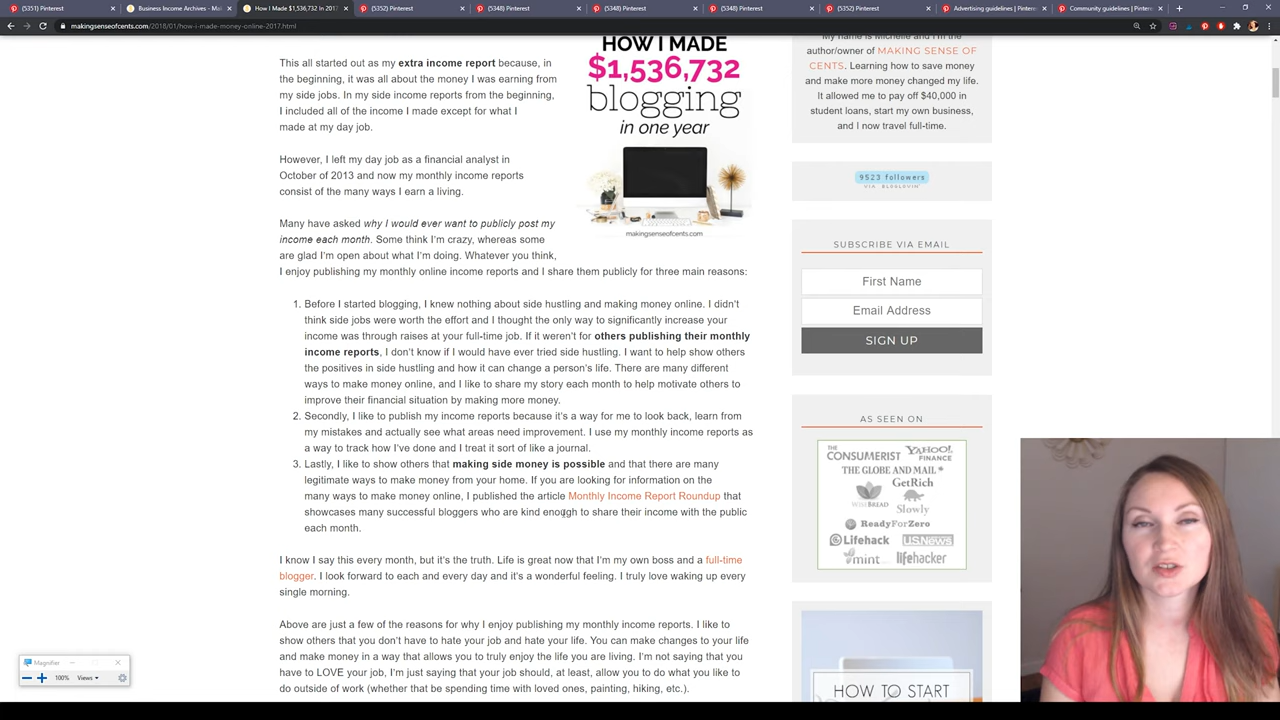 (5351) Pinterest
Business Income Archives - Mak
How I Made $1,536,732 In 2017
(5352) Pinterest
(5348) Pinterest
(5348) Pinterest
(5348) Pinterest
(5352) Pinterest
Advertising guidelines | Pinteres
Community guidelines | Pinteres
makingsenseofcents.com/2018/01/how-i-made-money-online-2017.html
This all started out as my extra income report because, in
the beginning, it was all about the money I was earning from
my side jobs. In my side income reports from the beginning,
I included all of the income I made except for what I
made at my day job.
However, I left my day job as a financial analyst in
October of 2013 and now my monthly income reports
consist of the many ways I earn a living.
Many have asked why I would ever want to publicly post my
income each month. Some think I'm crazy, whereas some
are glad I'm open about what I'm doing. Whatever you think,
I enjoy publishing my monthly online income reports and I share them publicly for three main reasons:
1. Before I started blogging, I knew nothing about side hustling and making money online. I didn't
think side jobs were worth the effort and I thought the only way to significantly increase your
income was through raises at your full-time job. If it weren't for others publishing their monthly
income reports, I don't know if I would have ever tried side hustling. I want to help show others
the positives in side hustling and how it can change a person's life. There are many different
ways to make money online, and I like to share my story each month to help motivate others to
improve their financial situation by making more money.
2. Secondly, I like to publish my income reports because it's a way for me to look back, learn from
my mistakes and actually see what areas need improvement. I use my monthly income reports as
a way to track how I've done and I treat it sort of like a journal.
3. Lastly, I like to show others that making side money is possible and that there are many
legitimate ways to make money from your home. If you are looking for information on the
many ways to make money online, I published the article Monthly Income Report Roundup that
showcases many successful bloggers who are kind enough to share their income with the public
each month.
I know I say this every month, but it's the truth. Life is great now that I'm my own boss and a full-time
blogger. I look forward to each and every day and it's a wonderful feeling. I truly love waking up every
single morning.
Above are just a few of the reasons for why I enjoy publishing my monthly income reports. I like to
show others that you don't have to hate your job and hate your life. You can make changes to your life
and make money in a way that allows you to truly enjoy the life you are living. I'm not saying that you
have to LOVE your job, I'm just saying that your job should, at least, allow you to do what you like to
do outside of work (whether that be spending time with loved ones, painting, hiking, etc.).
HOW I MADE
$1,536,732
blogging
in one year
makingsenseofcents.com
My name is Michelle and I'm the
author/owner of MAKING SENSE OF
CENTS. Learning how to save money
and make more money changed my life.
It allowed me to pay off $40,000 in
student loans, start my own business,
and I now travel full-time.
9523 followers
VIA BLOGLOVIN'
SUBSCRIBE VIA EMAIL
First Name
Email Address
SIGN UP
AS SEEN ON
THE CONSUMERIST YAHOO! FINANCE
THE GLOBE AND MAIL
WISEBREAD GetRich Slowly
ReadyForZero
Lifehack U.S.NEWS
mint lifehacker
HOW TO START
Magnifier
100% Views